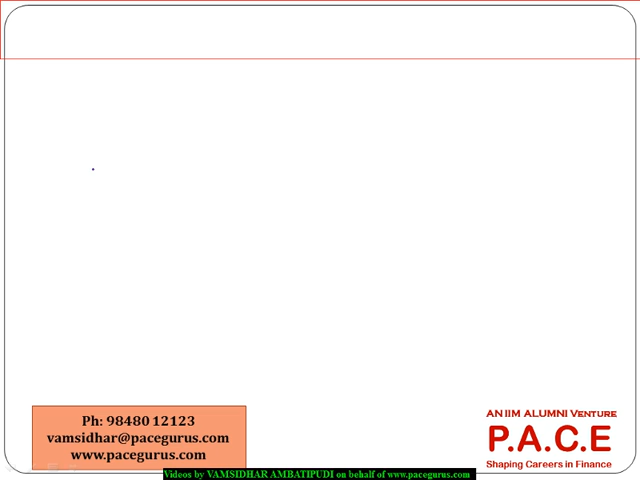 Ph: 98480 12123
vamsidhar@pacegurus.com
www.pacegurus.com
AN IIM ALUMNI VENTURE
P.A.C.E
Shaping Careers in Finance
Videos by VAMSIDHAR AMBATIPUDI on behalf of www.pacegurus.com